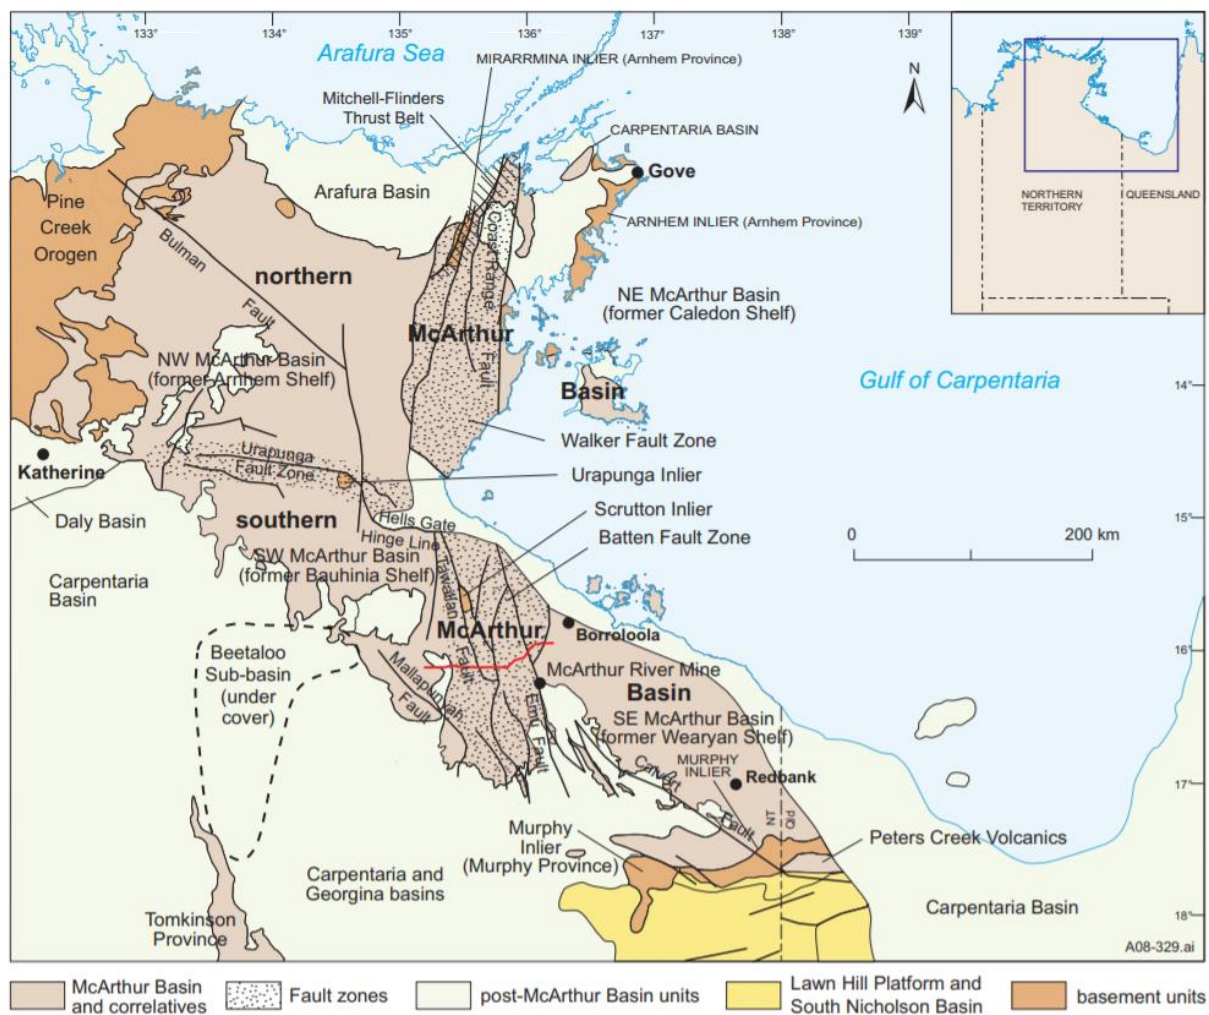 133°
134°
135°
136°
137°
138°
139°
Arafura Sea
MIRARRMINA INLIER (Arnhem Province)
Mitchell-Flinders
Thrust Belt
N
CARPENTARIA BASIN
Gove
Arafura Basin
Pine
Creek
Orogen
ARNHEM INLIER (Arnhem Province)
NORTHERN
TERRITORY
QUEENSLAND
Bulman
Fault
northern
Coast Range
Fault
NE McArthur Basin
(former Caledon Shelf)
McArthur
NW McArthur Basin
(former Arnhem Shelf)
Basin
Gulf of Carpentaria
14°
Walker Fault Zone
Urapunga
Fault Zone
Katherine
Urapunga Inlier
Scrutton Inlier
Daly Basin
southern
Hells Gate
Hinge Line
15°
Batten Fault Zone
0
200 km
SW McArthur Basin
(former Bauhinia Shelf)
Carpentaria
Basin
Tawallah
Fault
McArthur
Borroloola
16°
Beetaloo
Sub-basin
(under
cover)
Mallapunyah
Fault
McArthur River Mine
Basin
Emu Fault
SE McArthur Basin
(former Wearyan Shelf)
MURPHY
INLIER
Calvert
Fault
Redbank
17°
NT
Qld
Murphy
Inlier
(Murphy Province)
Peters Creek Volcanics
Carpentaria and
Georgina basins
Carpentaria Basin
18°
Tomkinson
Province
A08-329.ai
McArthur Basin
and correlatives
Fault zones
post-McArthur Basin units
Lawn Hill Platform and
South Nicholson Basin
basement units